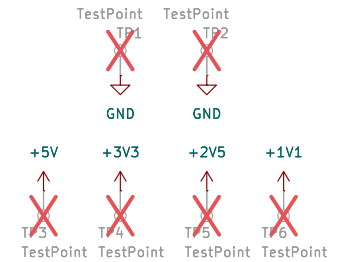 TestPoint TestPoint
TP1 TP2
GND GND
+5V +3V3 +2V5 +1V1
TP3 TP4 TP5 TP6
TestPoint TestPoint TestPoint TestPoint